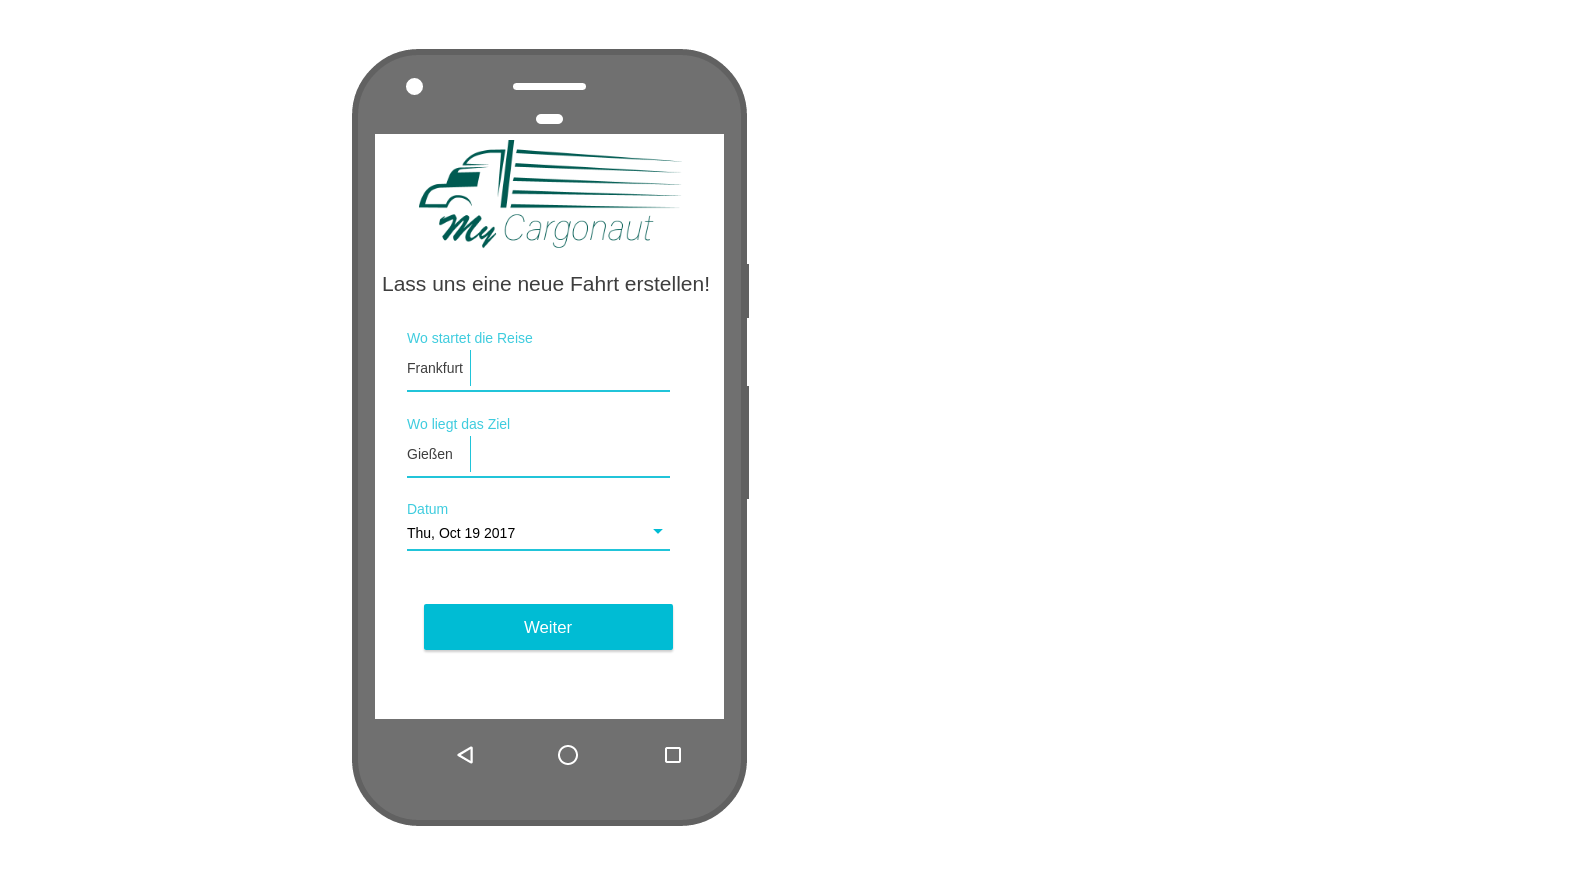 My Cargonaut
Lass uns eine neue Fahrt erstellen!
Wo startet die Reise
Frankfurt
Wo liegt das Ziel
Gießen
Datum
Thu, Oct 19 2017
Weiter